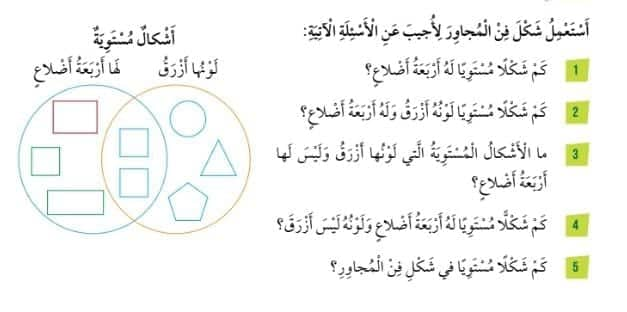 أَسْتَعْمِلُ شَكْلَ فِنْ الْمُجاوِرَ لِأُجيبَ عَنِ الْأَسْئِلَةِ الْآتِيَةِ:
1 كَمْ شَكْلًا مُسْتَوِيًا لَهُ أَرْبَعَةُ أَضْلاعٍ؟
2 كَمْ شَكْلًا مُسْتَوِيًا لَوْنُهُ أَزْرَقُ وَلَهُ أَرْبَعَةُ أَضْلاعٍ؟
3 ما الْأَشْكالُ الْمُسْتَوِيَةُ الَّتي لَوْنُها أَزْرَقُ وَلَيْسَ لَها
أَرْبَعَةُ أَضْلاعٍ؟
4 كَمْ شَكْلًا مُسْتَوِيًا لَهُ أَرْبَعَةُ أَضْلاعٍ وَلَوْنُهُ لَيْسَ أَزْرَقَ؟
5 كَمْ شَكْلًا مُسْتَوِيًا في شَكْلِ فِنْ الْمُجاوِرِ؟
أَشْكالٌ مُسْتَوِيَةٌ
لَوْنُها أَزْرَقُ
لَها أَرْبَعَةُ أَضْلاعٍ